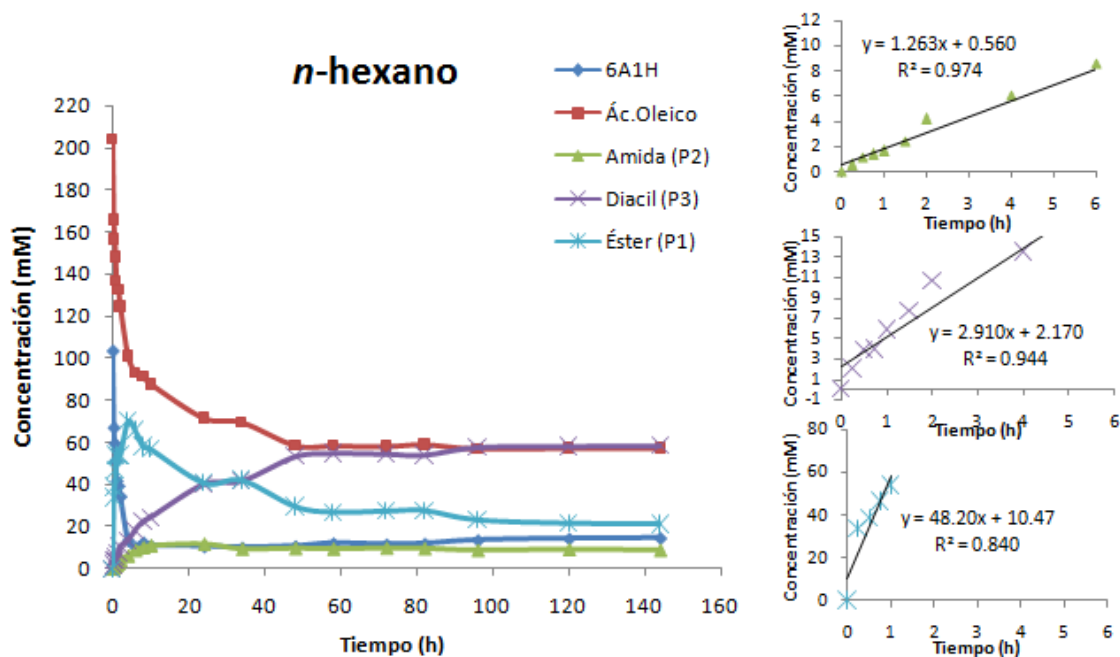 n-hexano
6A1H
Ác.Oleico
Amida (P2)
Diacil (P3)
Éster (P1)
Concentración (mM)
220
200
180
160
140
120
100
80
60
40
20
0
0 20 40 60 80 100 120 140 160
Tiempo (h)
Concentración (mM)
12
10
8
6
4
2
0
y = 1.263x + 0.560
R² = 0.974
0 1 2 3 4 5 6
Tiempo (h)
Concentración (mM)
15
13
11
9
7
5
3
1
-1
y = 2.910x + 2.170
R² = 0.944
0 1 2 3 4 5 6
Tiempo (h)
Concentración (mM)
80
60
40
20
0
y = 48.20x + 10.47
R² = 0.840
0 1 2 3 4 5 6
Tiempo (h)